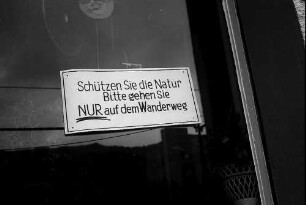 Schützen Sie die Natur
Bitte gehen Sie
NUR auf dem Wanderweg